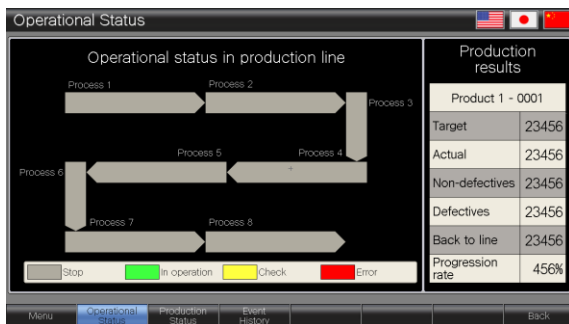 Operational Status
Operational status in production line
Process 1
Process 2
Process 3
Process 5
Process 4
Process 6
Process 7
Process 8
Stop
In operation
Check
Error
Production
results
Product 1 - 0001
Target 23456
Actual 23456
Non-defectives 23456
Defectives 23456
Back to line 23456
Progression
rate 456%
Menu
Operational
Status
Production
Status
Event
History
Back